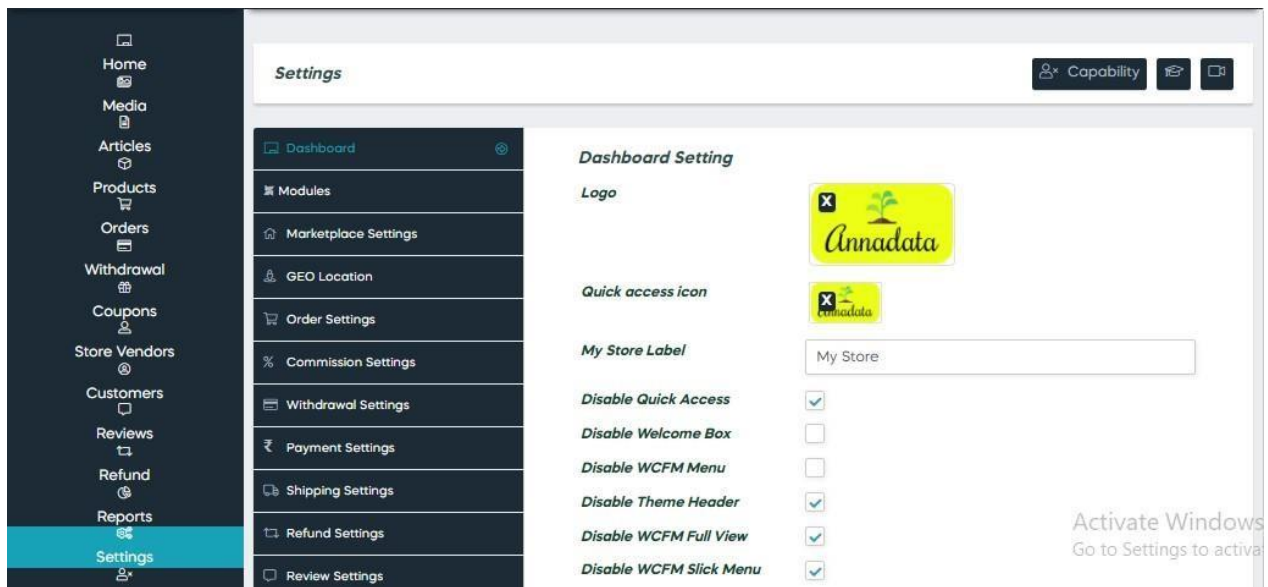 Home
Media
Articles
Products
Orders
Withdrawal
Coupons
Store Vendors
Customers
Reviews
Refund
Reports
Settings
Settings
Capability
Dashboard
Modules
Marketplace Settings
GEO Location
Order Settings
% Commission Settings
Withdrawal Settings
₹ Payment Settings
Shipping Settings
Refund Settings
Review Settings
Dashboard Setting
Logo
X
Annadata
Quick access icon
X
Annadata
My Store Label
My Store
Disable Quick Access
Disable Welcome Box
Disable WCFM Menu
Disable Theme Header
Disable WCFM Full View
Disable WCFM Slick Menu
Activate Windows
Go to Settings to activa